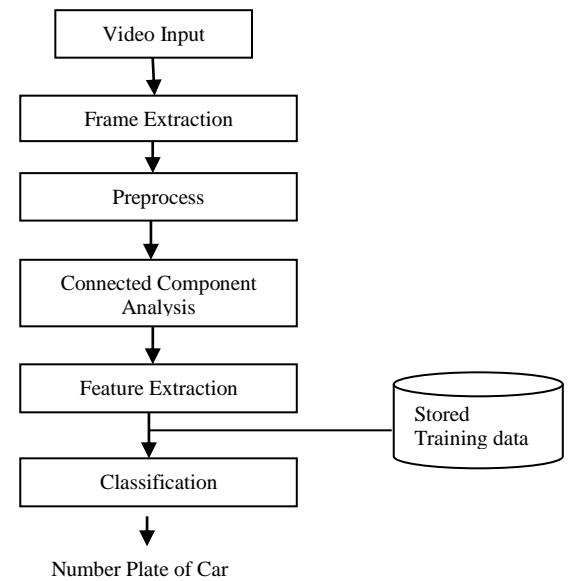 Video Input
Frame Extraction
Preprocess
Connected Component
Analysis
Feature Extraction
Stored
Training data
Classification
Number Plate of Car